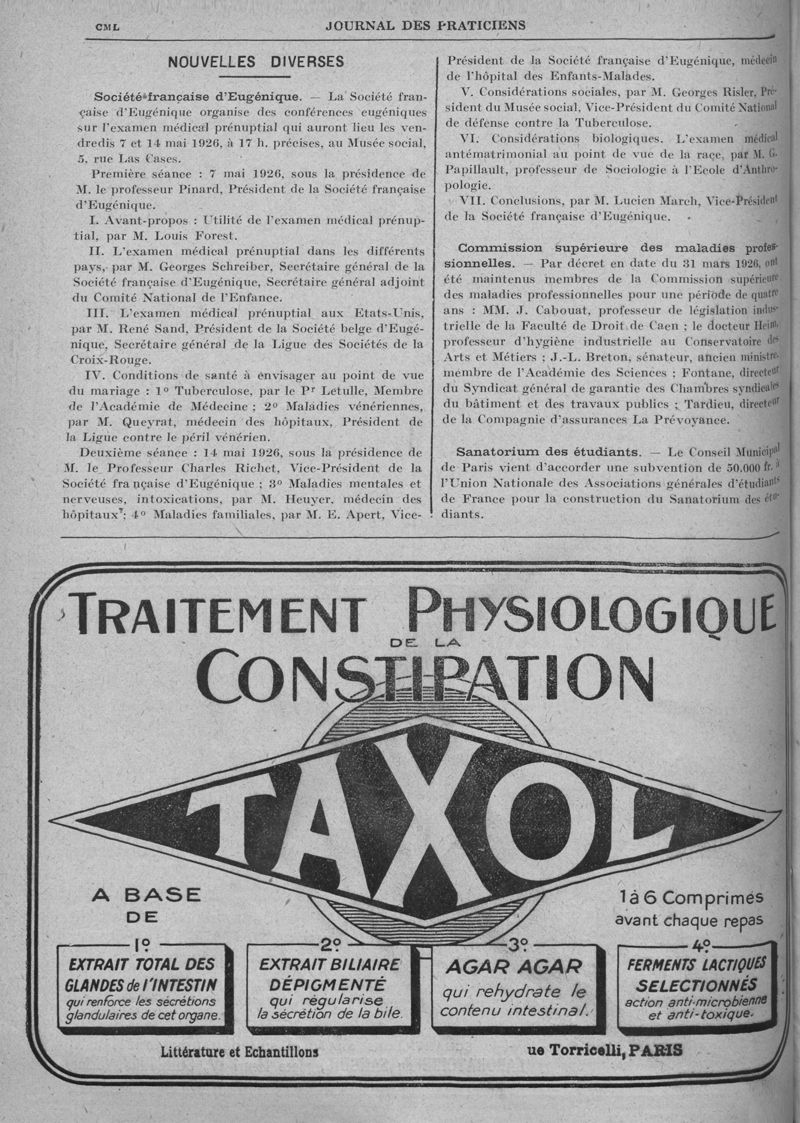 CML
JOURNAL DES PRATICIENS
NOUVELLES DIVERSES
Société française d'Eugénique. — La Société fran-
çaise d'Eugénique organise des conférences eugéniques
sur l'examen médical prénuptial qui auront lieu les ven-
dredis 7 et 14 mai 1926, à 17 h. précises, au Musée social,
5, rue Las Cases.
Première séance : 7 mai 1926, sous la présidence de
M. le professeur Pinard, Président de la Société française
d'Eugénique.
I. Avant-propos : Utilité de l'examen médical prénup-
tial, par M. Louis Forest.
II. L'examen médical prénuptial dans les différents
pays, par M. Georges Schreiber, Secrétaire général de la
Société française d'Eugénique, Secrétaire général adjoint
du Comité National de l'Enfance.
III. L'examen médical prénuptial aux Etats-Unis,
par M. René Sand, Président de la Société belge d'Eugé-
nique, Secrétaire général de la Ligue des Sociétés de la
Croix-Rouge.
IV. Conditions de santé à envisager au point de vue
du mariage : 1º Tuberculose, par le Pr Letulle, Membre
de l'Académie de Médecine ; 2º Maladies vénériennes,
par M. Queyrat, médecin des hôpitaux, Président de
la Ligue contre le péril vénérien.
Deuxième séance : 14 mai 1926, sous la présidence de
M. le Professeur Charles Richet, Vice-Président de la
Société française d'Eugénique ; 3º Maladies mentales et
nerveuses, intoxications, par M. Heuyer, médecin des
hôpitaux ; 4º Maladies familiales, par M. E. Apert, Vice-
Président de la Société française d'Eugénique, médecin
de l'hôpital des Enfants-Malades.
V. Considérations sociales, par M. Georges Risler, Pré-
sident du Musée social, Vice-Président du Comité National
de défense contre la Tuberculose.
VI. Considérations biologiques. L'examen médical
antématrimonial au point de vue de la race, par M. G.
Papillault, professeur de Sociologie à l'Ecole d'Anthro-
pologie.
VII. Conclusions, par M. Lucien March, Vice-Président
de la Société française d'Eugénique.
Commission supérieure des maladies profes-
sionnelles. — Par décret en date du 31 mars 1926, ont
été maintenus membres de la Commission supérieure
des maladies professionnelles pour une période de quatre
ans : MM. J. Cabouat, professeur de législation indus-
trielle de la Faculté de Droit de Caen ; le docteur Heim,
professeur d'hygiène industrielle au Conservatoire des
Arts et Métiers ; J.-L. Breton, sénateur, ancien ministre,
membre de l'Académie des Sciences ; Fontane, directeur
du Syndicat général de garantie des Chambres syndicales
du bâtiment et des travaux publics ; Tardieu, directeur
de la Compagnie d'assurances La Prévoyance.
Sanatorium des étudiants. — Le Conseil Municipal
de Paris vient d'accorder une subvention de 50.000 fr. à
l'Union Nationale des Associations générales d'étudiants
de France pour la construction du Sanatorium des étu-
diants.
TRAITEMENT PHYSIOLOGIQUE
DE LA
CONSTIPATION
TAXOL
A BASE
DE
1 à 6 Comprimés
avant chaque repas
1º
EXTRAIT TOTAL DES
GLANDES de l'INTESTIN
qui renforce les sécrétions
glandulaires de cet organe.
2º
EXTRAIT BILIAIRE
DÉPIGMENTÉ
qui régularise
la sécrétion de la bile.
3º
AGAR AGAR
qui rehydrate le
contenu intestinal.
4º
FERMENTS LACTIQUES
SELECTIONNÉS
action anti-microbienne
et anti-toxique.
Littérature et Echantillons
ue Torricelli, PARIS